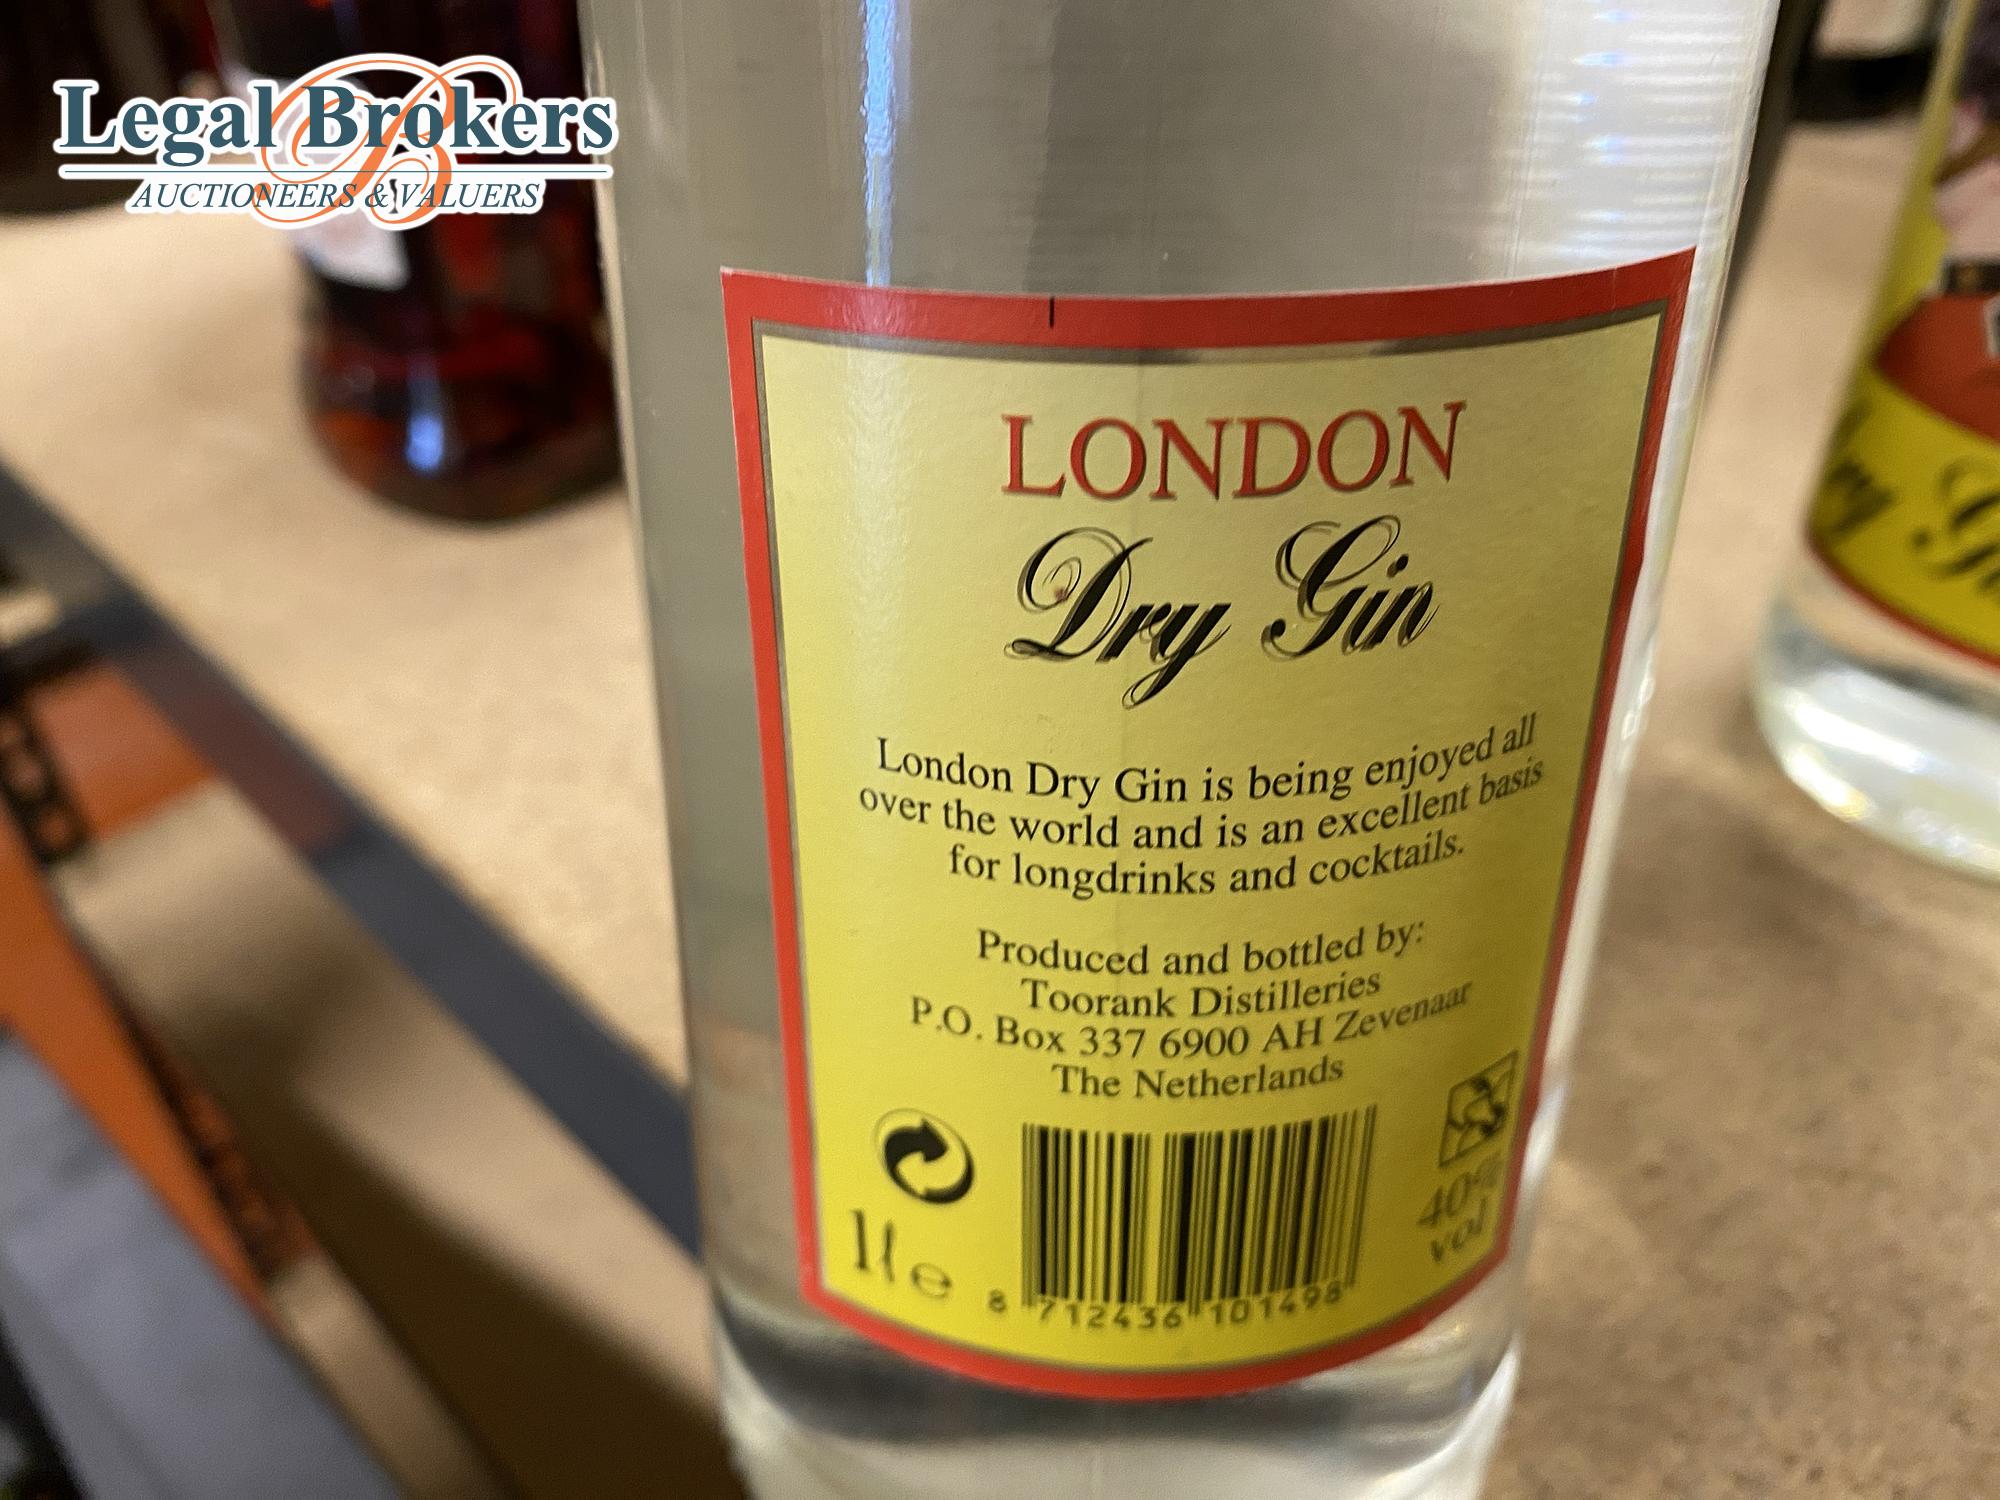 Legal Brokers
AUCTIONEERS & VALUERS
LONDON
Dry Gin
London Dry Gin is being enjoyed all
over the world and is an excellent basis
for longdrinks and cocktails.
Produced and bottled by:
Toorank Distilleries
P.O. Box 337 6900 AH Zevenaar
The Netherlands
1ℓ e
40%
vol
8 712436 101498